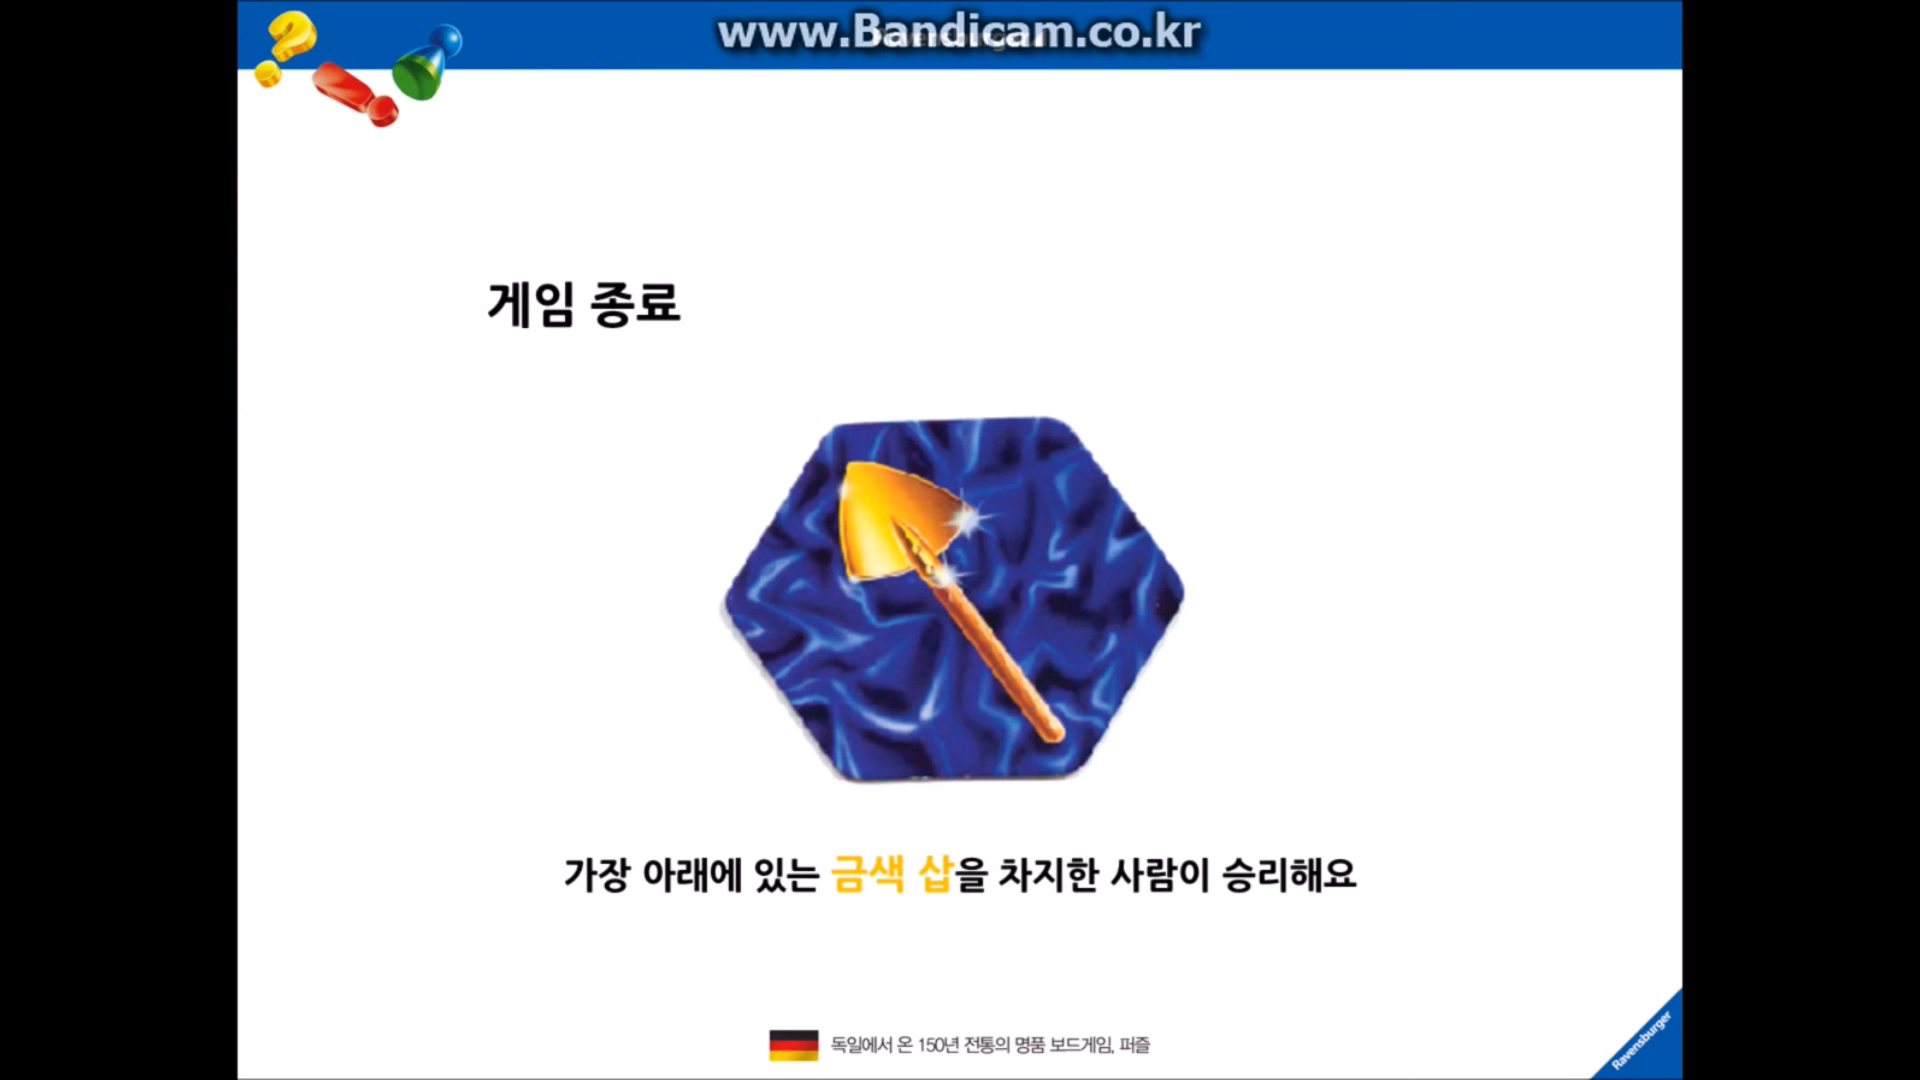 www.Bandicam.co.kr
게임 종료
가장 아래에 있는 금색 삽을 차지한 사람이 승리해요
독일에서 온 150년 전통의 명품 보드게임, 퍼즐
Ravensburger